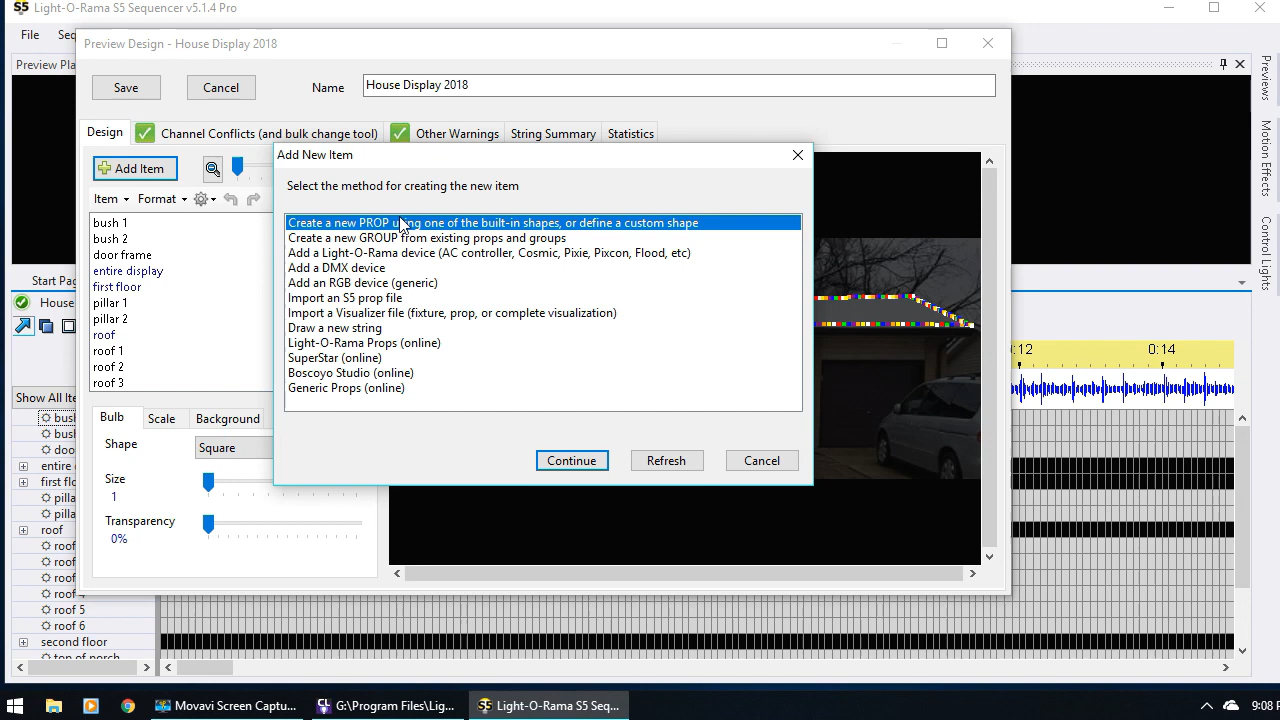 Light-O-Rama S5 Sequencer v5.1.4 Pro
File
Preview Design - House Display 2018
Save
Cancel
Name
House Display 2018
Design
Channel Conflicts (and bulk change tool)
Other Warnings
String Summary
Statistics
Add Item
Item
Format
bush 1
bush 2
door frame
entire display
first floor
pillar 1
pillar 2
roof
roof 1
roof 2
roof 3
Add New Item
Select the method for creating the new item
Create a new PROP using one of the built-in shapes, or define a custom shape
Create a new GROUP from existing props and groups
Add a Light-O-Rama device (AC controller, Cosmic, Pixie, Pixcon, Flood, etc)
Add a DMX device
Add an RGB device (generic)
Import an S5 prop file
Import a Visualizer file (fixture, prop, or complete visualization)
Draw a new string
Light-O-Rama Props (online)
SuperStar (online)
Boscoyo Studio (online)
Generic Props (online)
Continue
Refresh
Cancel
Bulb
Scale
Background
Shape
Square
Size
1
Transparency
0%
Previews
Motion Effects
Control Lights
:12
0:14
Show All
roof
roof 5
roof 6
second floor
top of porch
Movavi Screen Captu...
G:\Program Files\Lig...
Light-O-Rama S5 Seq...
9:08